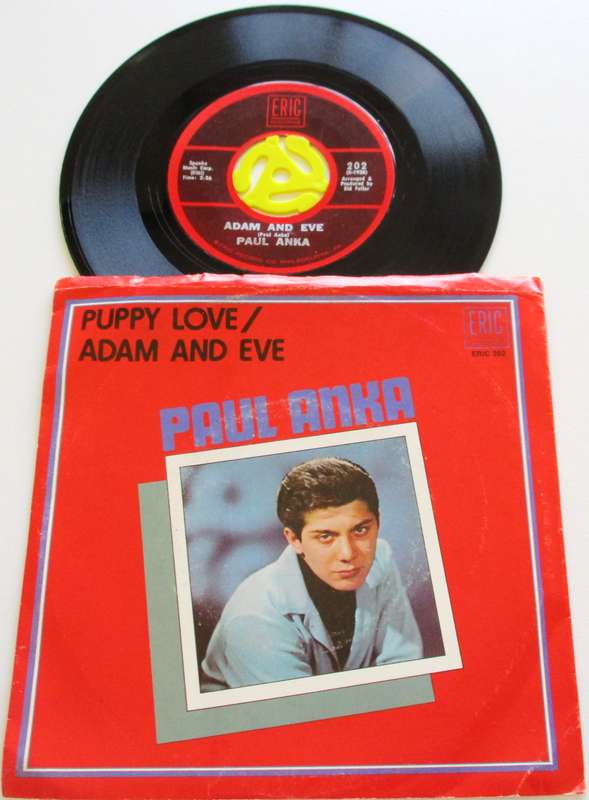 ERIC
Spanka
Music Corp.
(BMI)
Time: 2:26
202
Arranged &
Produced by
Sid Feller
ADAM AND EVE
(Paul Anka)
PAUL ANKA
PUPPY LOVE/
ADAM AND EVE
ERIC
ERIC 202
PAUL ANKA